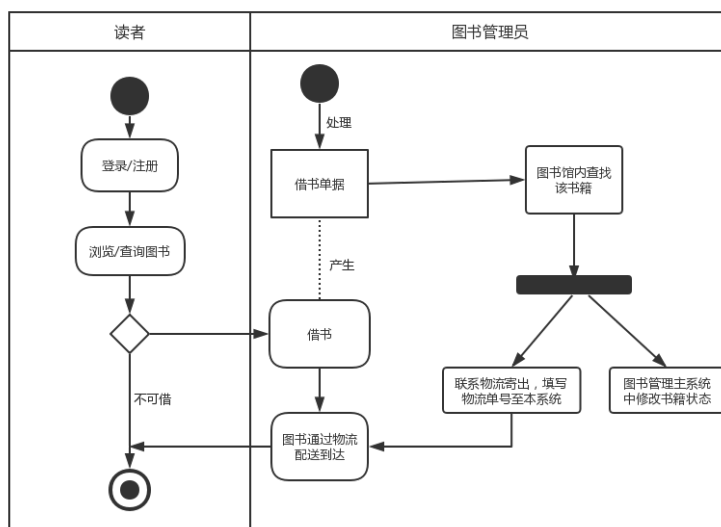 读者
图书管理员
处理
登录/注册
借书单据
图书馆内查找
该书籍
浏览/查询图书
产生
借书
不可借
联系物流寄出，填写
物流单号至本系统
图书管理主系统
中修改书籍状态
图书通过物流
配送到达